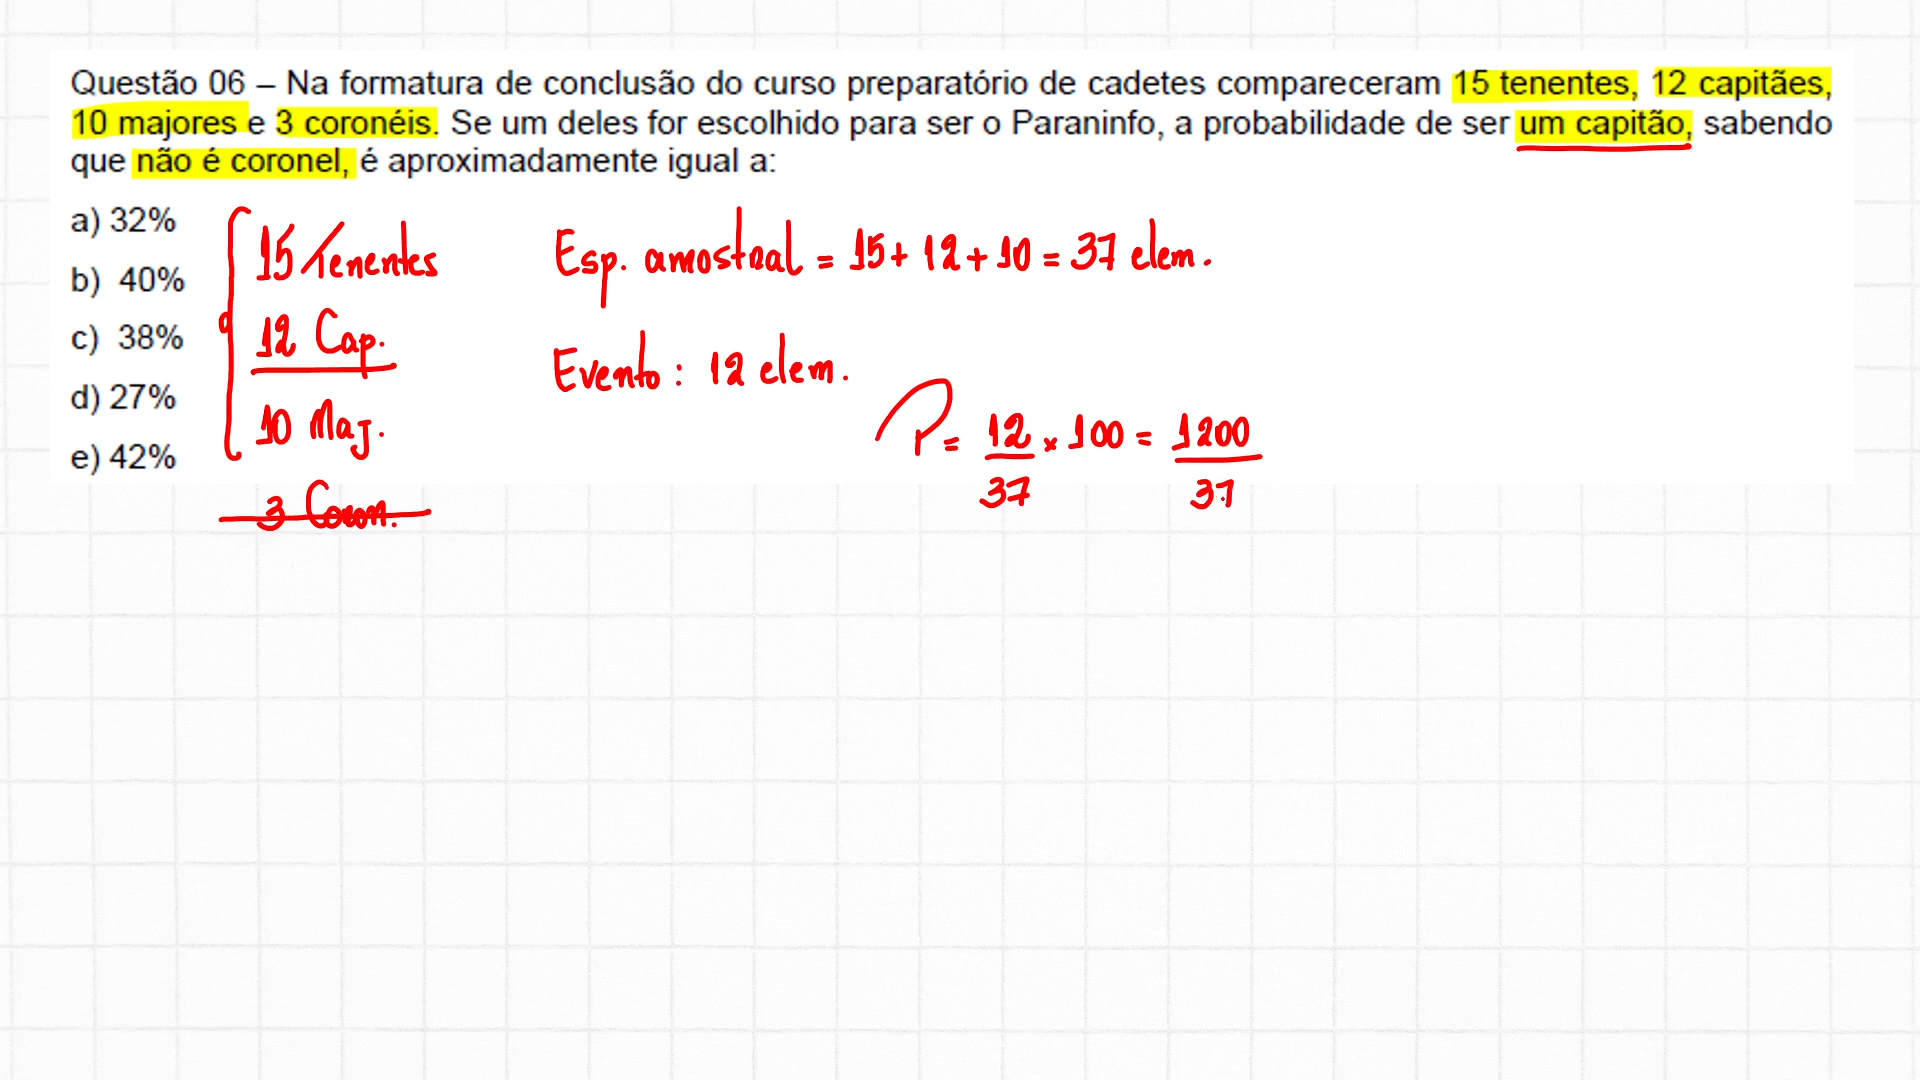 Questão 06 – Na formatura de conclusão do curso preparatório de cadetes compareceram 15 tenentes, 12 capitães,
10 majores e 3 coronéis. Se um deles for escolhido para ser o Paraninfo, a probabilidade de ser um capitão, sabendo
que não é coronel, é aproximadamente igual a:
a) 32%
b) 40%
c) 38%
d) 27%
e) 42%
15 Tenentes
12 Cap.
10 Maj.
3 Coron.
Esp. amostral = 15 + 12 + 10 = 37 elem.
Evento: 12 elem.
P = 12/37 × 100 = 1200/37